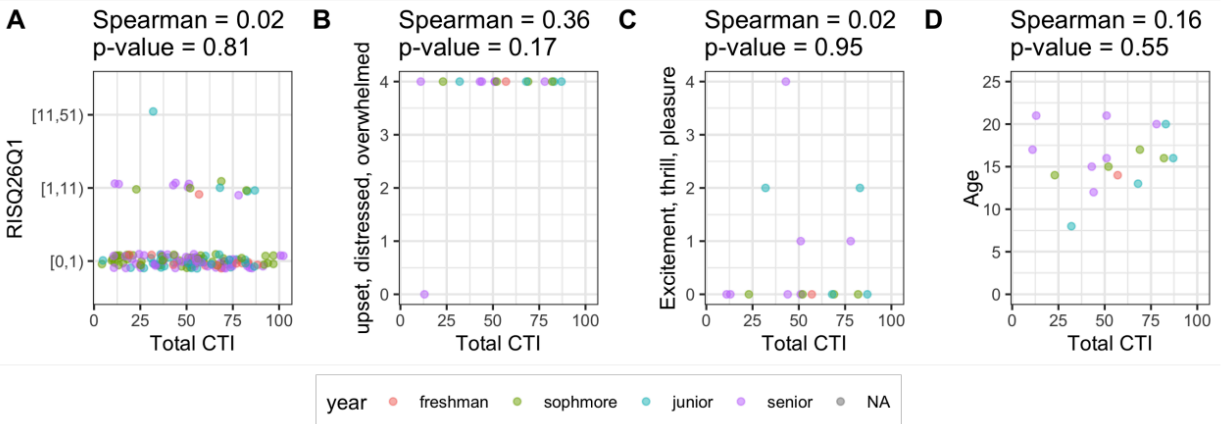 A
Spearman = 0.02
p-value = 0.81
RISQ26Q1
[11,51)
[1,11)
[0,1)
0 25 50 75 100
Total CTI
B
Spearman = 0.36
p-value = 0.17
upset, distressed, overwhelmed
4
3
2
1
0
0 25 50 75 100
Total CTI
C
Spearman = 0.02
p-value = 0.95
Excitement, thrill, pleasure
4
3
2
1
0
0 25 50 75 100
Total CTI
D
Spearman = 0.16
p-value = 0.55
Age
25
20
15
10
5
0
0 25 50 75 100
Total CTI
year freshman sophmore junior senior NA